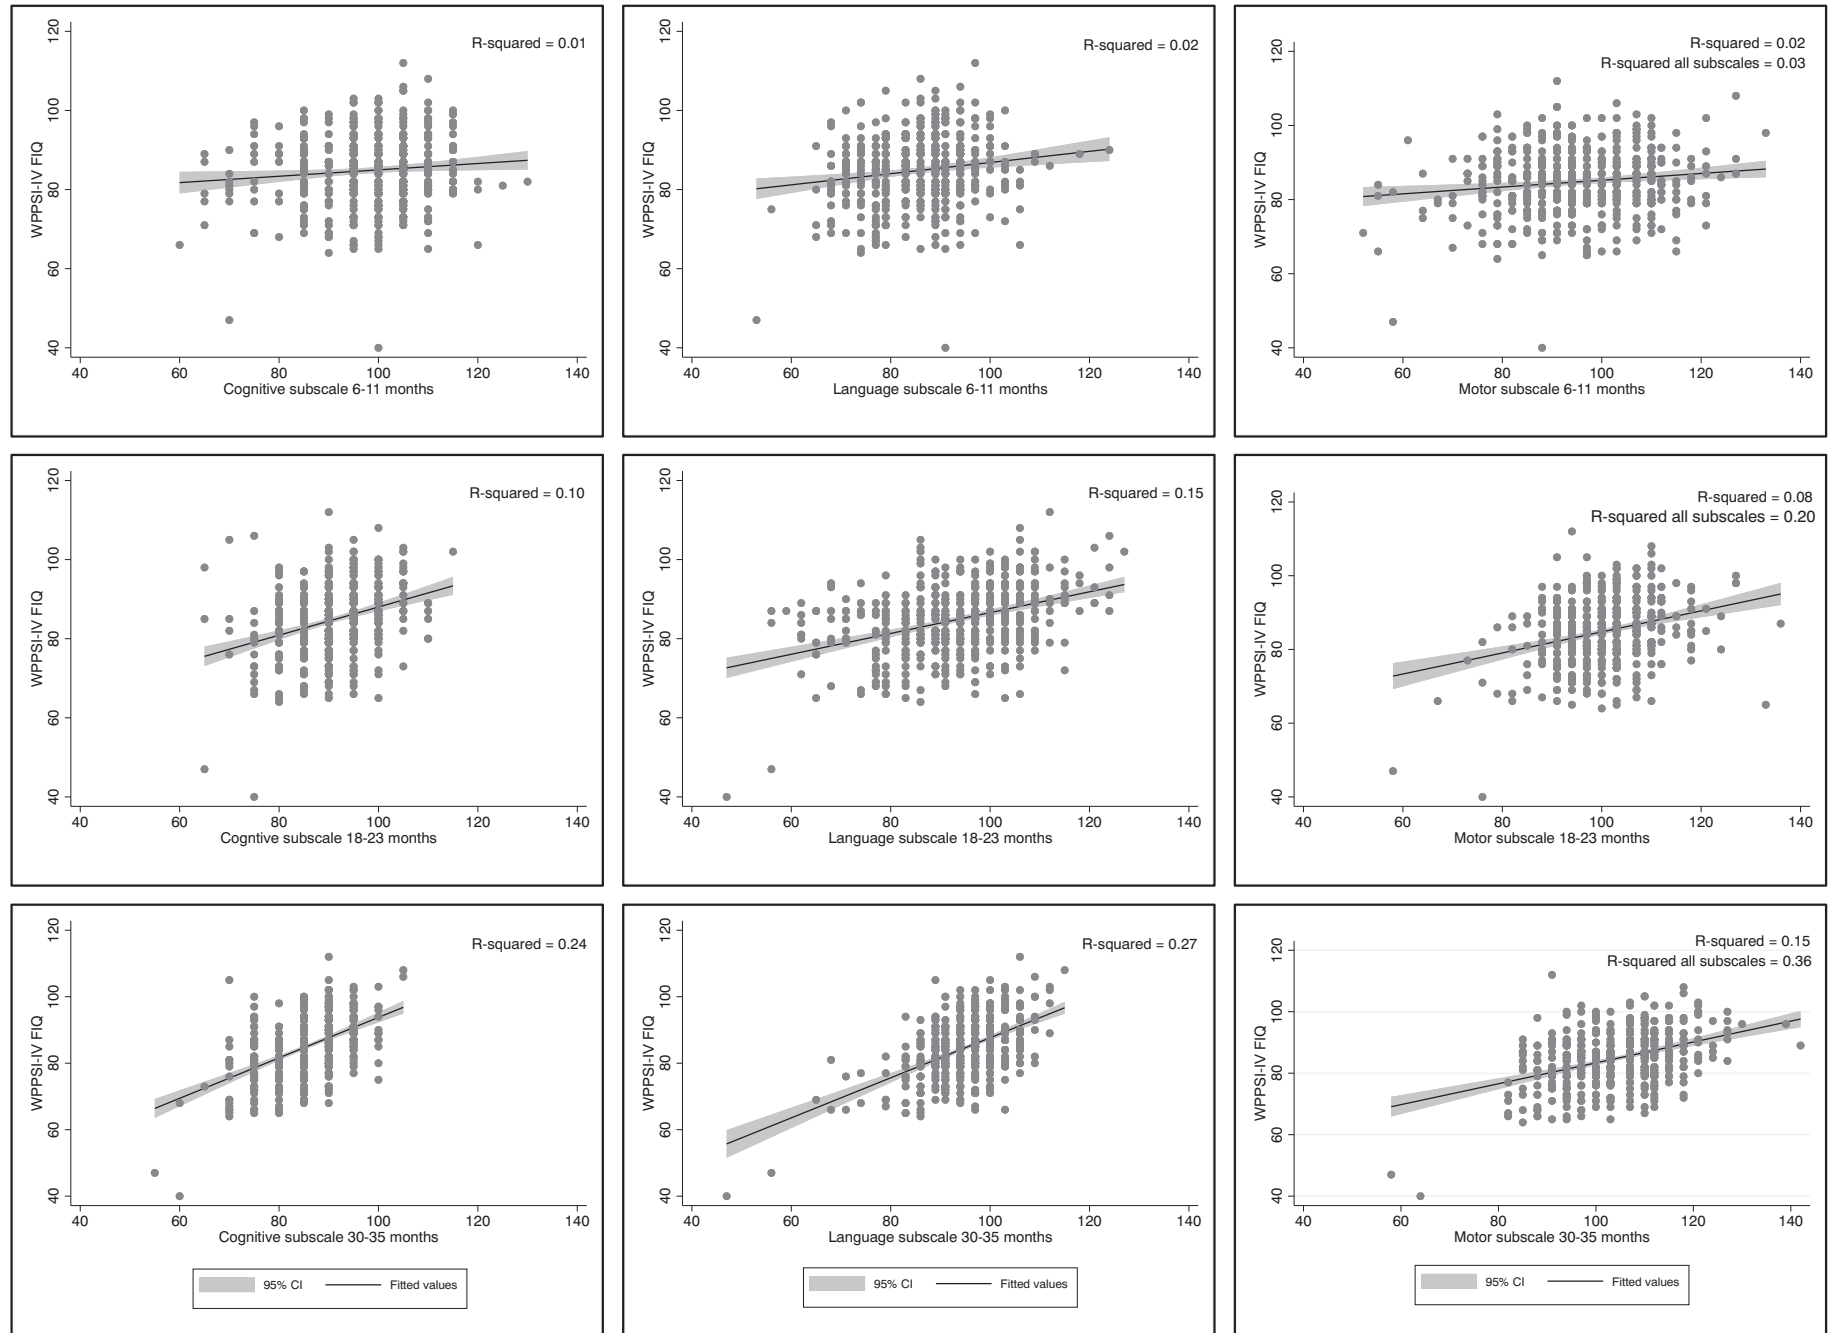 R-squared = 0.01
WPPSI-IV FIQ
120
100
80
60
40
40 60 80 100 120 140
Cognitive subscale 6-11 months
R-squared = 0.02
WPPSI-IV FIQ
120
100
80
60
40
40 60 80 100 120 140
Language subscale 6-11 months
R-squared = 0.02
R-squared all subscales = 0.03
WPPSI-IV FIQ
120
100
80
60
40
40 60 80 100 120 140
Motor subscale 6-11 months
R-squared = 0.10
WPPSI-IV FIQ
120
100
80
60
40
40 60 80 100 120 140
Cogntive subscale 18-23 months
R-squared = 0.15
WPPSI-IV FIQ
120
100
80
60
40
40 60 80 100 120 140
Language subscale 18-23 months
R-squared = 0.08
R-squared all subscales = 0.20
WPPSI-IV FIQ
120
100
80
60
40
40 60 80 100 120 140
Motor subscale 18-23 months
R-squared = 0.24
WPPSI-IV FIQ
120
100
80
60
40
40 60 80 100 120 140
Cognitive subscale 30-35 months
95% CI Fitted values
R-squared = 0.27
WPPSI-IV FIQ
120
100
80
60
40
40 60 80 100 120 140
Language subscale 30-35 months
95% CI Fitted values
R-squared = 0.15
R-squared all subscales = 0.36
WPPSI-IV FIQ
120
100
80
60
40
40 60 80 100 120 140
Motor subscale 30-35 months
95% CI Fitted values